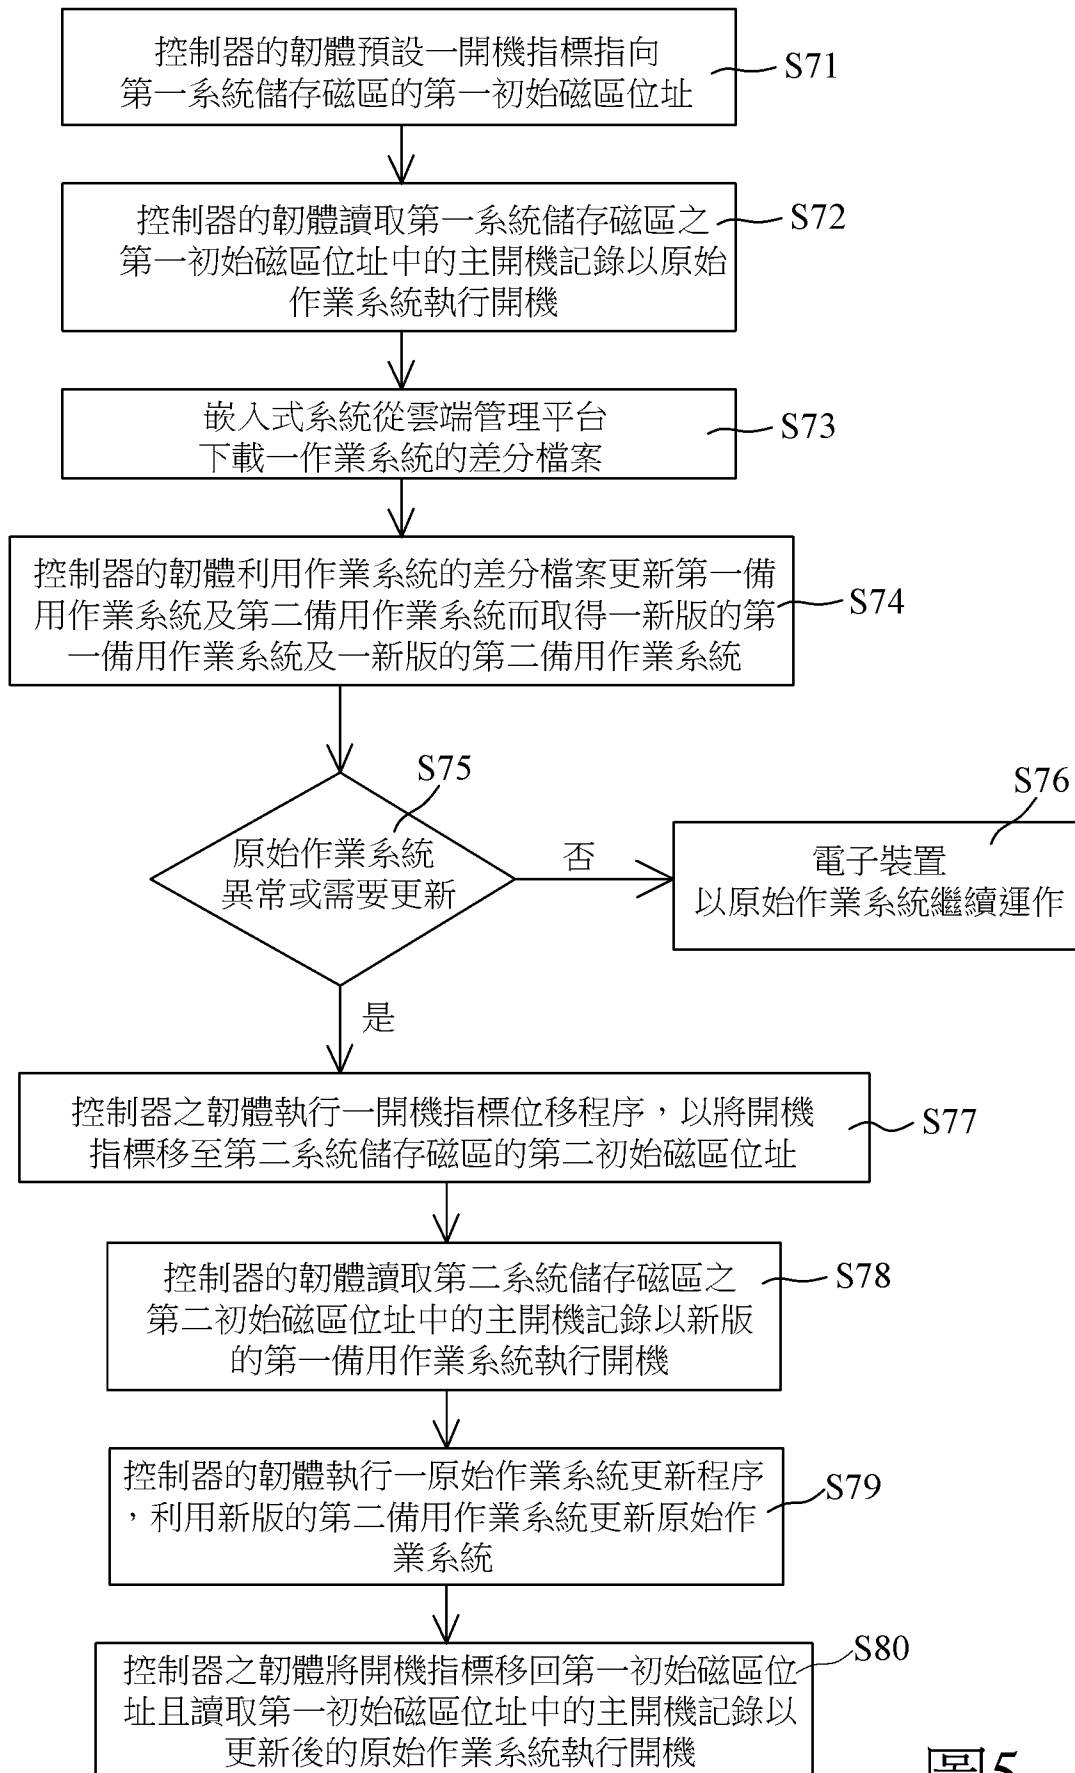 控制器的韌體預設一開機指標指向
第一系統儲存磁區的第一初始磁區位址
S71
控制器的韌體讀取第一系統儲存磁區之
第一初始磁區位址中的主開機記錄以原始
作業系統執行開機
S72
嵌入式系統從雲端管理平台
下載一作業系統的差分檔案
S73
控制器的韌體利用作業系統的差分檔案更新第一備
用作業系統及第二備用作業系統而取得一新版的第
一備用作業系統及一新版的第二備用作業系統
S74
S75
原始作業系統
異常或需要更新
否
S76
電子裝置
以原始作業系統繼續運作
是
控制器之韌體執行一開機指標位移程序，以將開機
指標移至第二系統儲存磁區的第二初始磁區位址
S77
控制器的韌體讀取第二系統儲存磁區之
第二初始磁區位址中的主開機記錄以新版
的第一備用作業系統執行開機
S78
控制器的韌體執行一原始作業系統更新程序
，利用新版的第二備用作業系統更新原始作
業系統
S79
控制器之韌體將開機指標移回第一初始磁區位
址且讀取第一初始磁區位址中的主開機記錄以
更新後的原始作業系統執行開機
S80
圖5